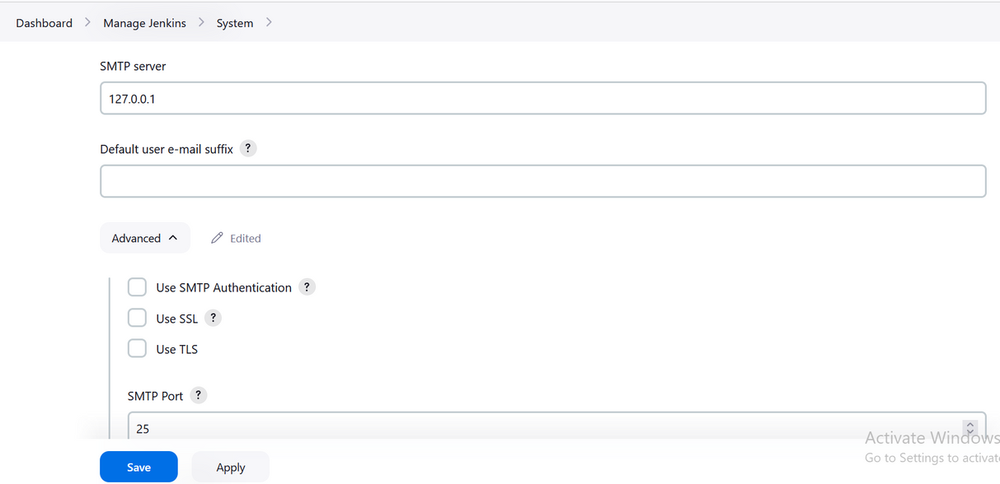 Dashboard > Manage Jenkins > System >
SMTP server
127.0.0.1
Default user e-mail suffix ?
Advanced Edited
Use SMTP Authentication ?
Use SSL ?
Use TLS
SMTP Port ?
25
Activate Windows
Go to Settings to activate
Save Apply